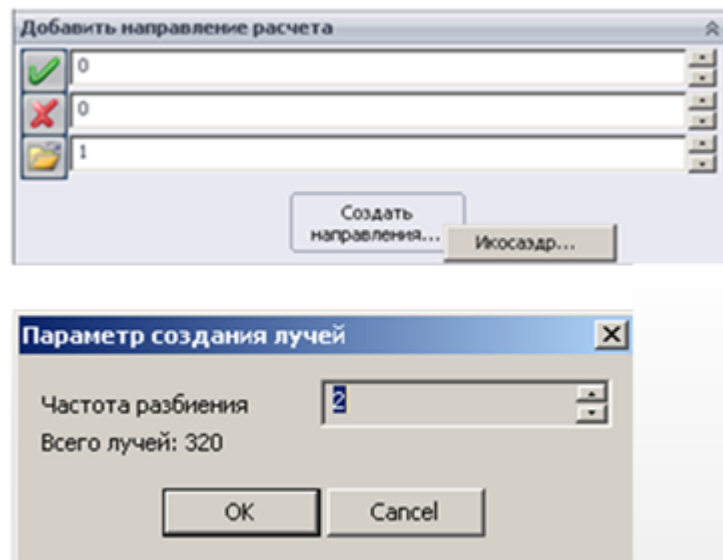 Добавить направление расчета
0
0
1
Создать
направления...
Икосаэдр...
Параметр создания лучей
Частота разбиения
2
Всего лучей: 320
OK
Cancel